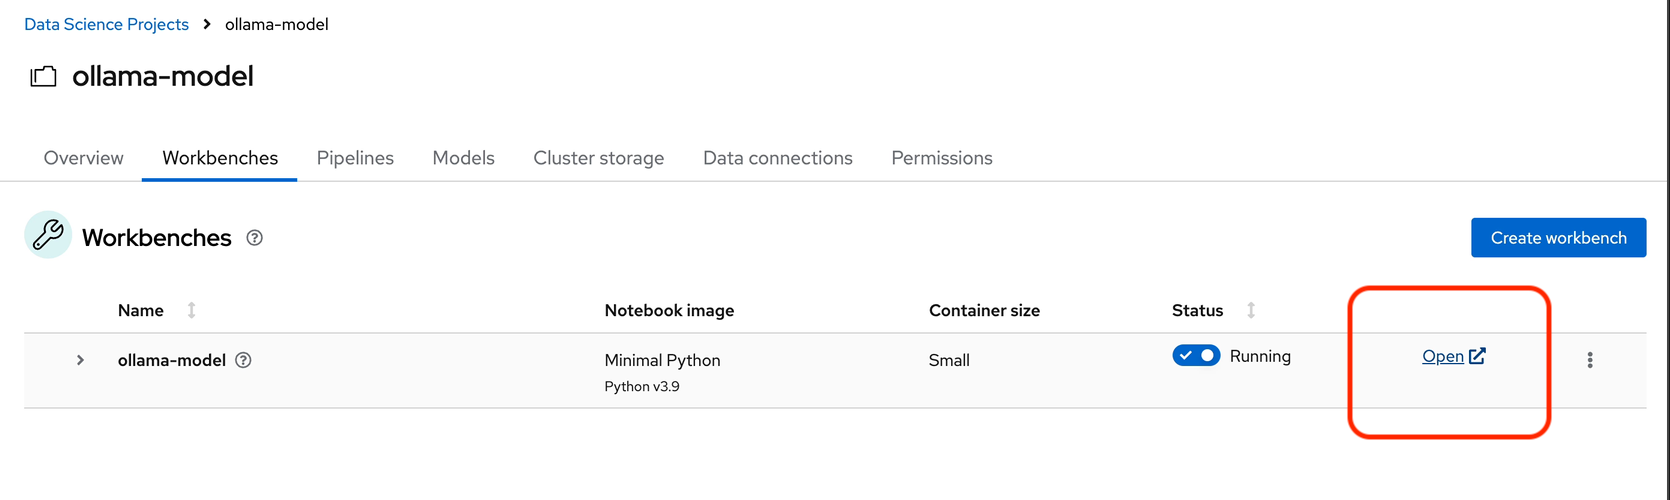 Data Science Projects > ollama-model
ollama-model
Overview Workbenches Pipelines Models Cluster storage Data connections Permissions
Workbenches
Create workbench
Name Notebook image Container size Status
ollama-model Minimal Python Small Running Open
Python v3.9